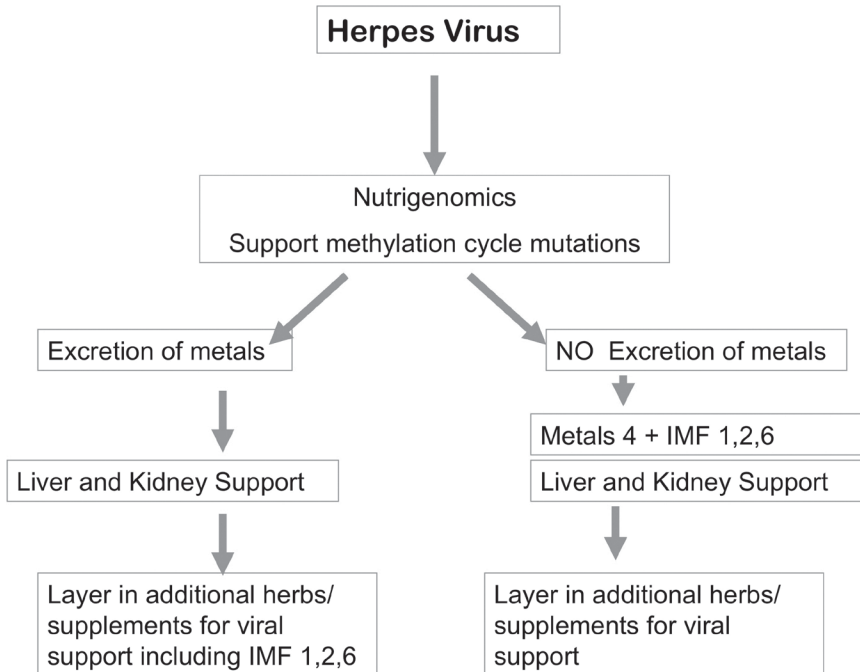 Herpes Virus
Nutrigenomics
Support methylation cycle mutations
Excretion of metals
NO Excretion of metals
Metals 4 + IMF 1,2,6
Liver and Kidney Support
Liver and Kidney Support
Layer in additional herbs/
supplements for viral
support including IMF 1,2,6
Layer in additional herbs/
supplements for viral
support